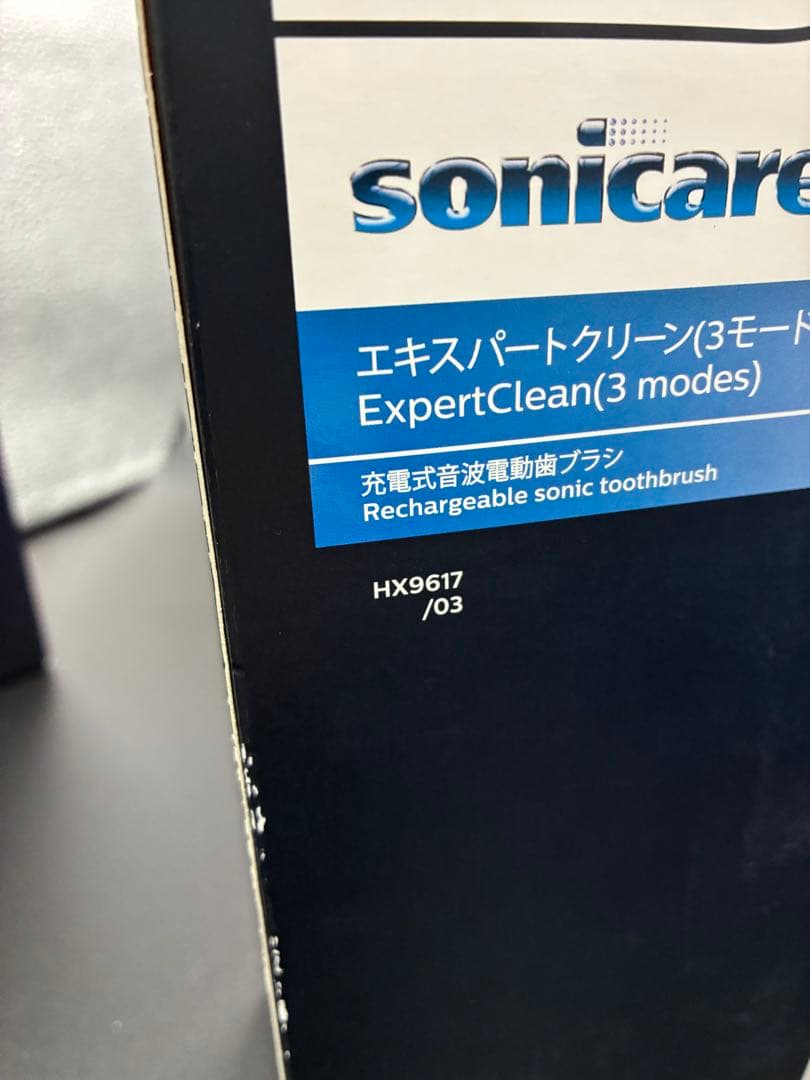 sonicare
エキスパートクリーン(3モード
ExpertClean(3 modes)
充電式音波電動歯ブラシ
Rechargeable sonic toothbrush
HX9617
/03